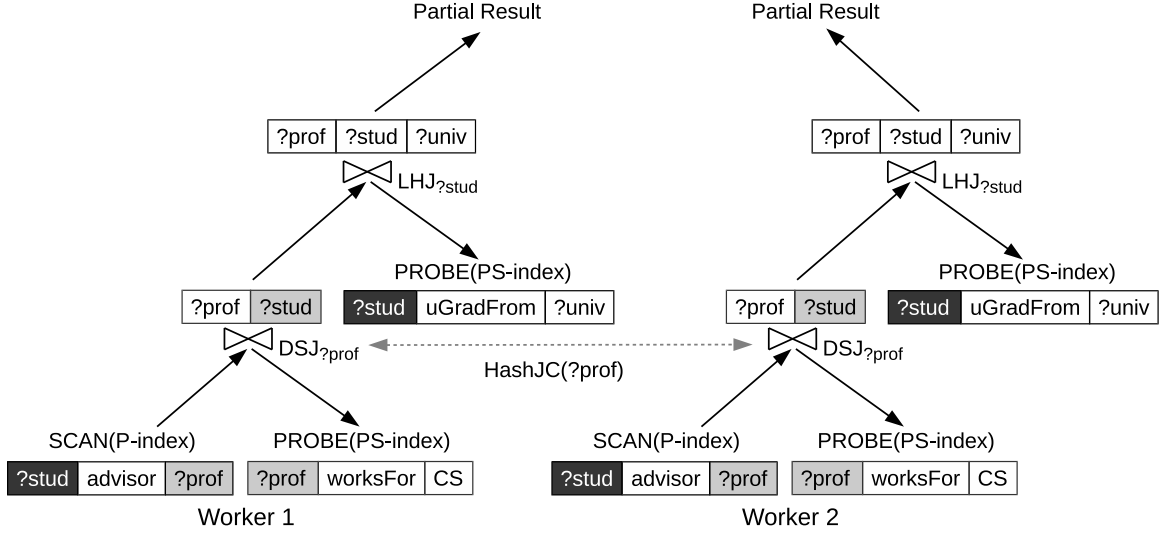 Partial Result Partial Result
?prof ?stud ?univ ?prof ?stud ?univ
LHJ?stud LHJ?stud
PROBE(PS-index) PROBE(PS-index)
?prof ?stud ?stud uGradFrom ?univ ?prof ?stud ?stud uGradFrom ?univ
DSJ?prof DSJ?prof
HashJC(?prof)
SCAN(P-index) PROBE(PS-index) SCAN(P-index) PROBE(PS-index)
?stud advisor ?prof ?prof worksFor CS ?stud advisor ?prof ?prof worksFor CS
Worker 1 Worker 2